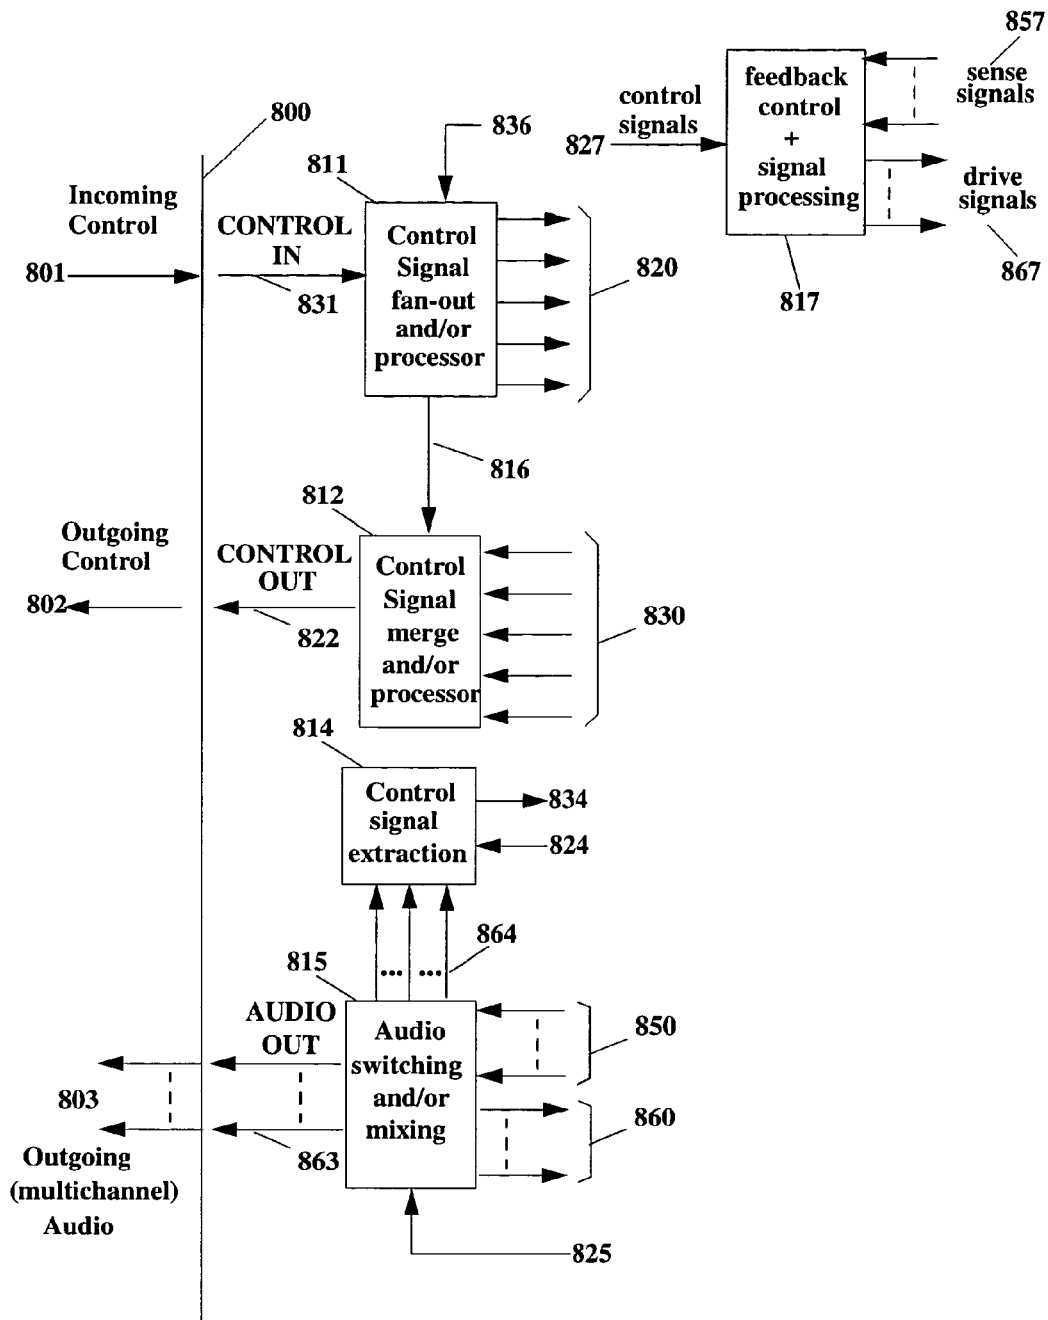 857
sense
signals
feedback
control
+
signal
processing
control
signals
827
drive
signals
867
817
800
836
811
Incoming
Control
801
CONTROL
IN
831
Control
Signal
fan-out
and/or
processor
820
816
812
Outgoing
Control
802
CONTROL
OUT
822
Control
Signal
merge
and/or
processor
830
814
Control
signal
extraction
834
824
864
815
AUDIO
OUT
Audio
switching
and/or
mixing
850
860
803
863
Outgoing
(multichannel)
Audio
825